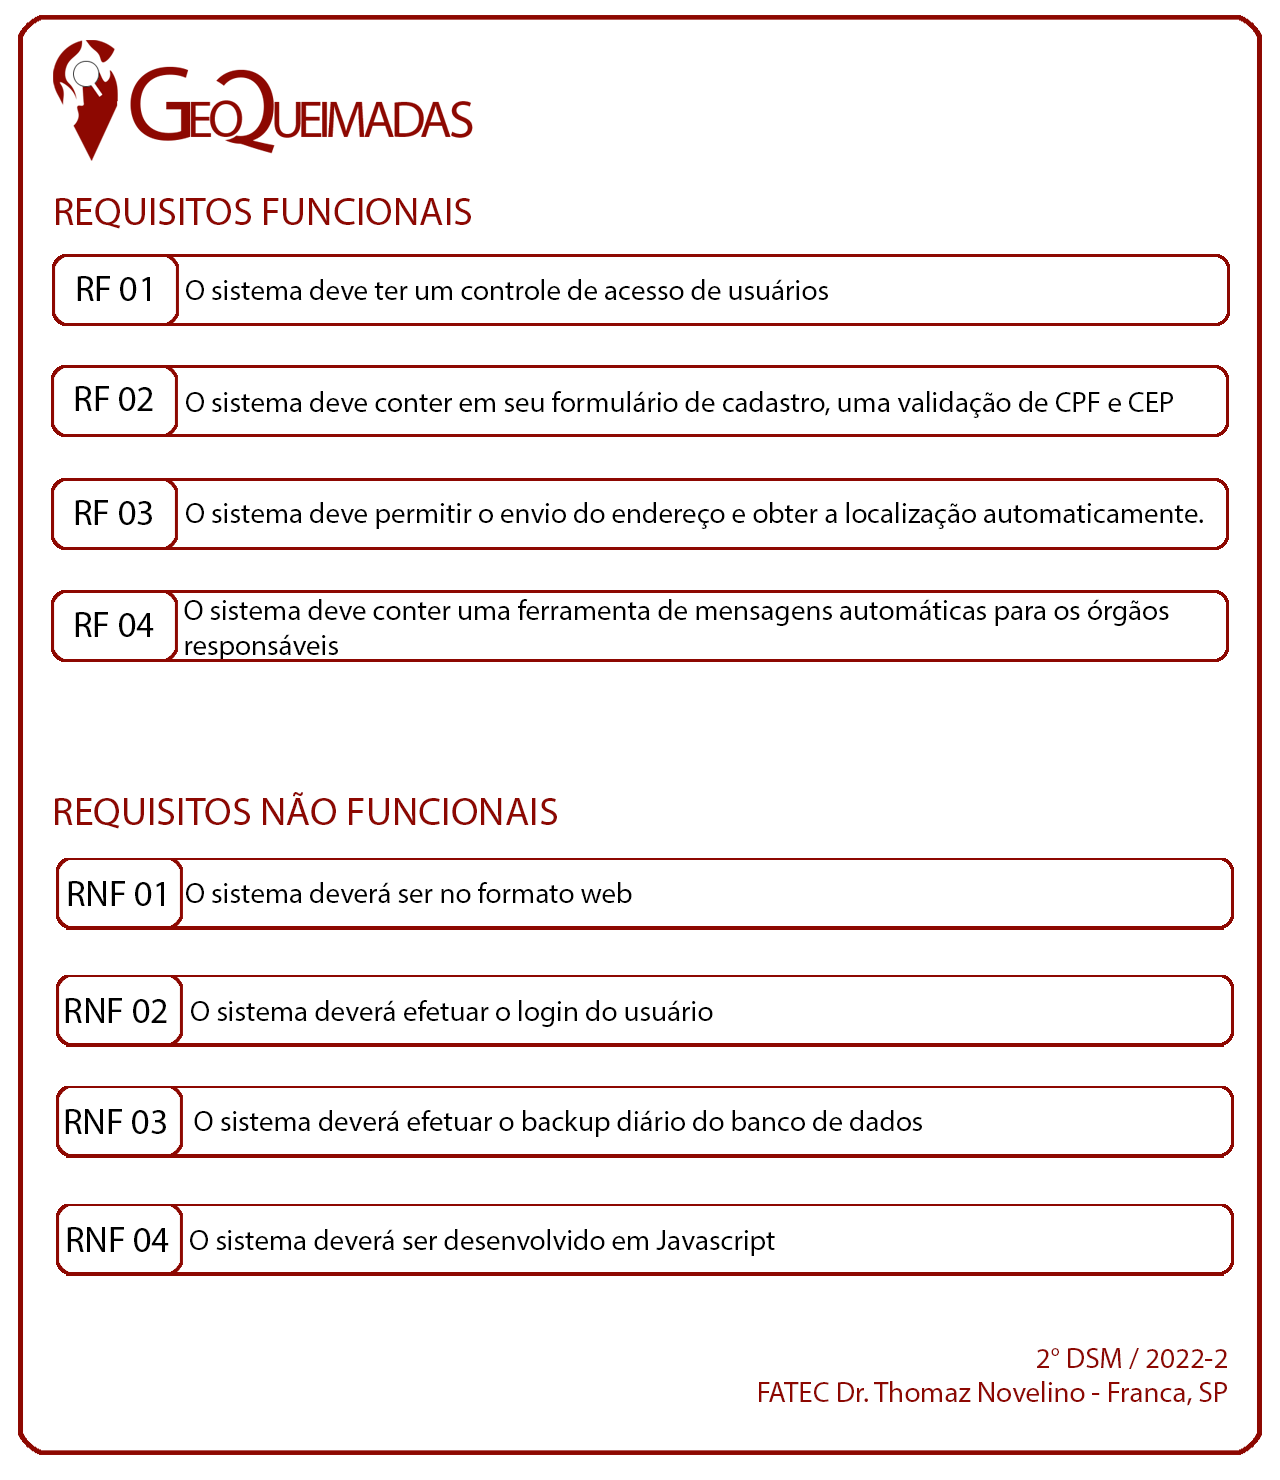 GEOQUEIMADAS
REQUISITOS FUNCIONAIS
RF 01
O sistema deve ter um controle de acesso de usuários
RF 02
O sistema deve conter em seu formulário de cadastro, uma validação de CPF e CEP
RF 03
O sistema deve permitir o envio do endereço e obter a localização automaticamente.
RF 04
O sistema deve conter uma ferramenta de mensagens automáticas para os órgãos
responsáveis
REQUISITOS NÃO FUNCIONAIS
RNF 01
O sistema deverá ser no formato web
RNF 02
O sistema deverá efetuar o login do usuário
RNF 03
O sistema deverá efetuar o backup diário do banco de dados
RNF 04
O sistema deverá ser desenvolvido em Javascript
2° DSM / 2022-2
FATEC Dr. Thomaz Novelino - Franca, SP